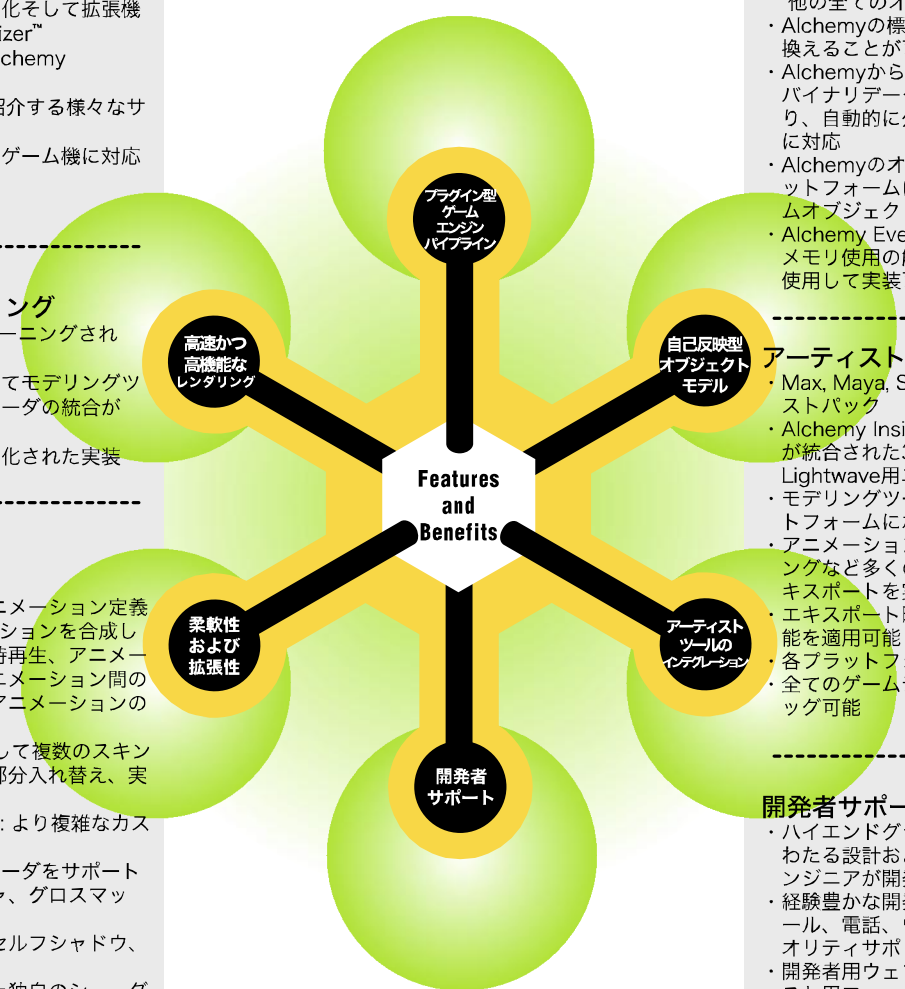 化そして拡張機
izer™
chemy
介する様々なサ
ゲーム機に対応
ング
ーニングされ
てモデリングツ
ーダの統合が
化された実装
ニメーション定義
ションを合成し
時再生、アニメー
ニメーション間の
アニメーションの
して複数のスキン
部分入れ替え、実
: より複雑なカス
ーダをサポート
ャ、グロスマッ
セルフシャドウ、
プラグイン型
ゲーム
エンジン
パイプライン
高速かつ
高機能な
レンダリング
自己反映型
オブジェクト
モデル
Features
and
Benefits
柔軟性
および
拡張性
アーティスト
ツールの
インテグレーション
開発者
サポート
他の全てのオ
・Alchemyの標
換えることが
・Alchemyから
バイナリデー
り、自動的に
に対応
・Alchemyのオ
ットフォーム
ムオブジェク
・Alchemy Eve
メモリ使用の
使用して実装
アーティスト
・Max, Maya, S
ストパック
・Alchemy Insi
が統合された
Lightwave用
・モデリングツ
トフォームに
・アニメーショ
ングなど多くの
キスポートを
・エキスポート
能を適用可能
・各プラットフ
・全てのゲーム
ッグ可能
開発者サポー
・ハイエンドグ
わたる設計お
ンジニアが開
・経験豊かな開
ール、電話、
オリティサポ
・開発者用ウェ